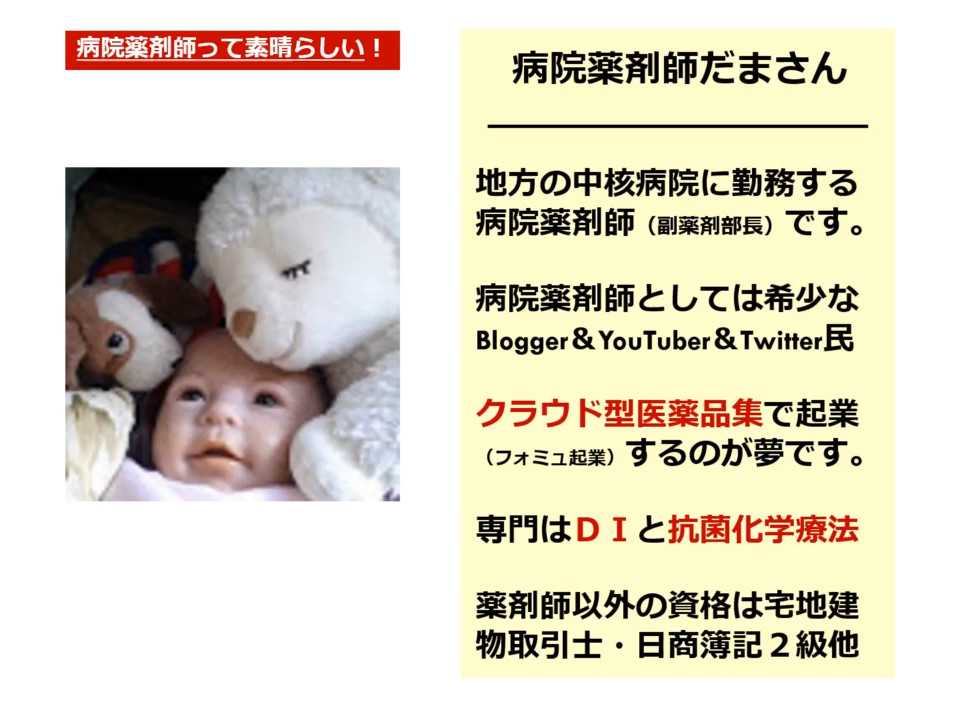 病院薬剤師って素晴らしい！
病院薬剤師だまさん
地方の中核病院に勤務する
病院薬剤師（副薬剤部長）です。
病院薬剤師としては希少な
Blogger＆YouTuber＆Twitter民
クラウド型医薬品集で起業
（フォミュ起業）するのが夢です。
専門はＤＩと抗菌化学療法
薬剤師以外の資格は宅地建
物取引士・日商簿記２級他